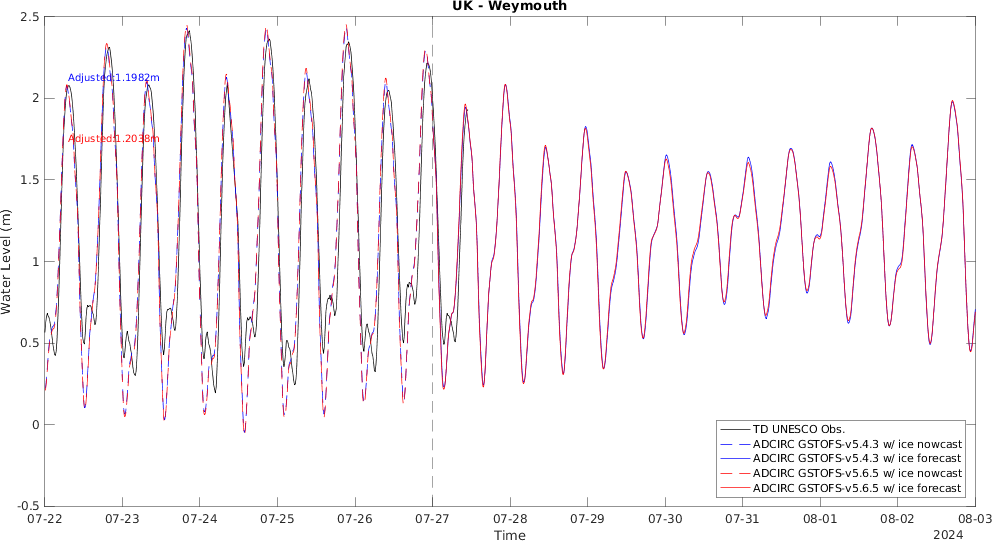 UK - Weymouth
2.5
2
1.5
1
0.5
0
-0.5
Water Level (m)
Adjusted:1.1982m
Adjusted:1.2038m
TD UNESCO Obs.
ADCIRC GSTOFS-v5.4.3 w/ ice nowcast
ADCIRC GSTOFS-v5.4.3 w/ ice forecast
ADCIRC GSTOFS-v5.6.5 w/ ice nowcast
ADCIRC GSTOFS-v5.6.5 w/ ice forecast
07-22 07-23 07-24 07-25 07-26 07-27 07-28 07-29 07-30 07-31 08-01 08-02 08-03
Time
2024